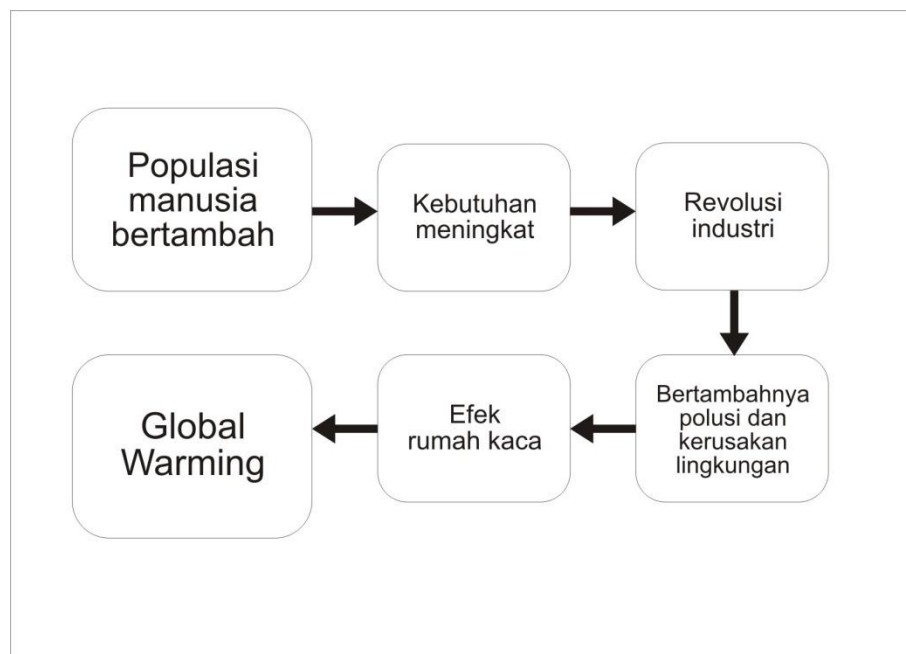 Populasi
manusia
bertambah
Kebutuhan
meningkat
Revolusi
industri
Bertambahnya
polusi dan
kerusakan
lingkungan
Efek
rumah kaca
Global
Warming